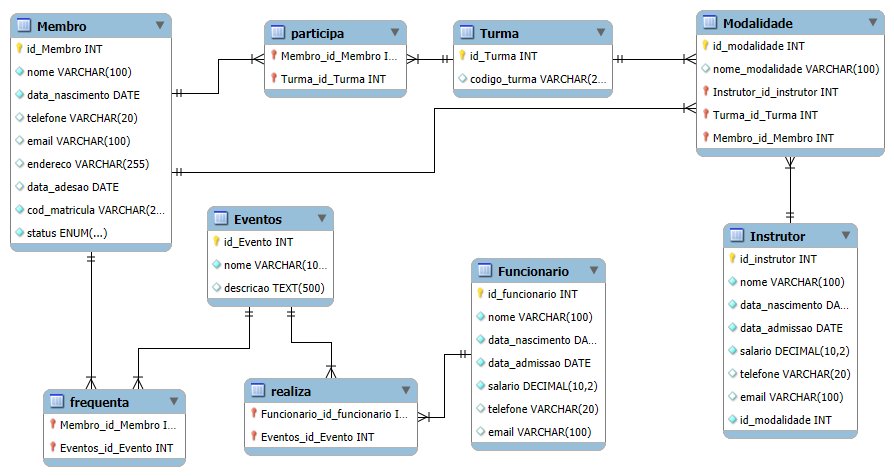 Membro
id_Membro INT
nome VARCHAR(100)
data_nascimento DATE
telefone VARCHAR(20)
email VARCHAR(100)
endereco VARCHAR(255)
data_adesao DATE
cod_matricula VARCHAR(2...
status ENUM(...)
participa
Membro_id_Membro I...
Turma_id_Turma INT
Turma
id_Turma INT
codigo_turma VARCHAR(2...
Modalidade
id_modalidade INT
nome_modalidade VARCHAR(100)
Instrutor_id_instrutor INT
Turma_id_Turma INT
Membro_id_Membro INT
Eventos
id_Evento INT
nome VARCHAR(10...
descricao TEXT(500)
Funcionario
id_funcionario INT
nome VARCHAR(100)
data_nascimento DA...
data_admissao DATE
salario DECIMAL(10,2)
telefone VARCHAR(20)
email VARCHAR(100)
Instrutor
id_instrutor INT
nome VARCHAR(100)
data_nascimento DA...
data_admissao DATE
salario DECIMAL(10,2)
telefone VARCHAR(20)
email VARCHAR(100)
id_modalidade INT
frequenta
Membro_id_Membro I...
Eventos_id_Evento INT
realiza
Funcionario_id_funcionario I...
Eventos_id_Evento INT